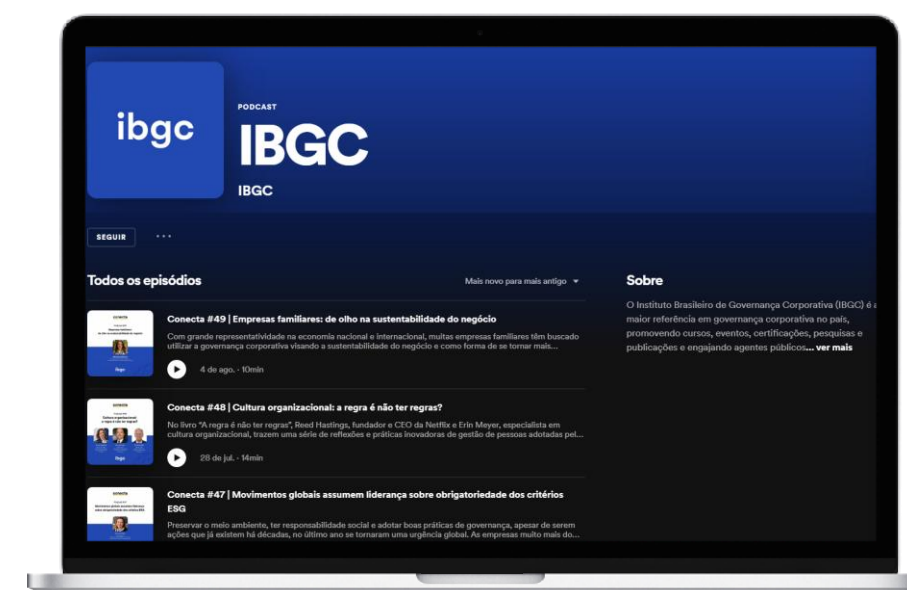 ibgc
PODCAST
IBGC
IBGC
SEGUIR
Todos os episódios
Mais novo para mais antigo
Conecta #49 | Empresas familiares: de olho na sustentabilidade do negócio
Com grande representatividade na economia nacional e internacional, muitas empresas familiares têm buscado
utilizar a governança corporativa visando a sustentabilidade do negócio e como forma de se tornar mais...
4 de ago. · 10min
Conecta #48 | Cultura organizacional: a regra é não ter regras?
No livro "A regra é não ter regras", Reed Hastings, fundador e CEO da Netflix e Erin Meyer, especialista em
cultura organizacional, trazem uma série de reflexões e práticas inovadoras de gestão de pessoas adotadas pel...
28 de jul. · 14min
Conecta #47 | Movimentos globais assumem liderança sobre obrigatoriedade dos critérios
ESG
Preservar o meio ambiente, ter responsabilidade social e adotar boas práticas de governança, apesar de serem
ações que já existem há décadas, no último ano se tornaram uma urgência global. As empresas muito mais do...
Sobre
O Instituto Brasileiro de Governança Corporativa (IBGC) é a
maior referência em governança corporativa no país,
promovendo cursos, eventos, certificações, pesquisas e
publicações e engajando agentes públicos... ver mais